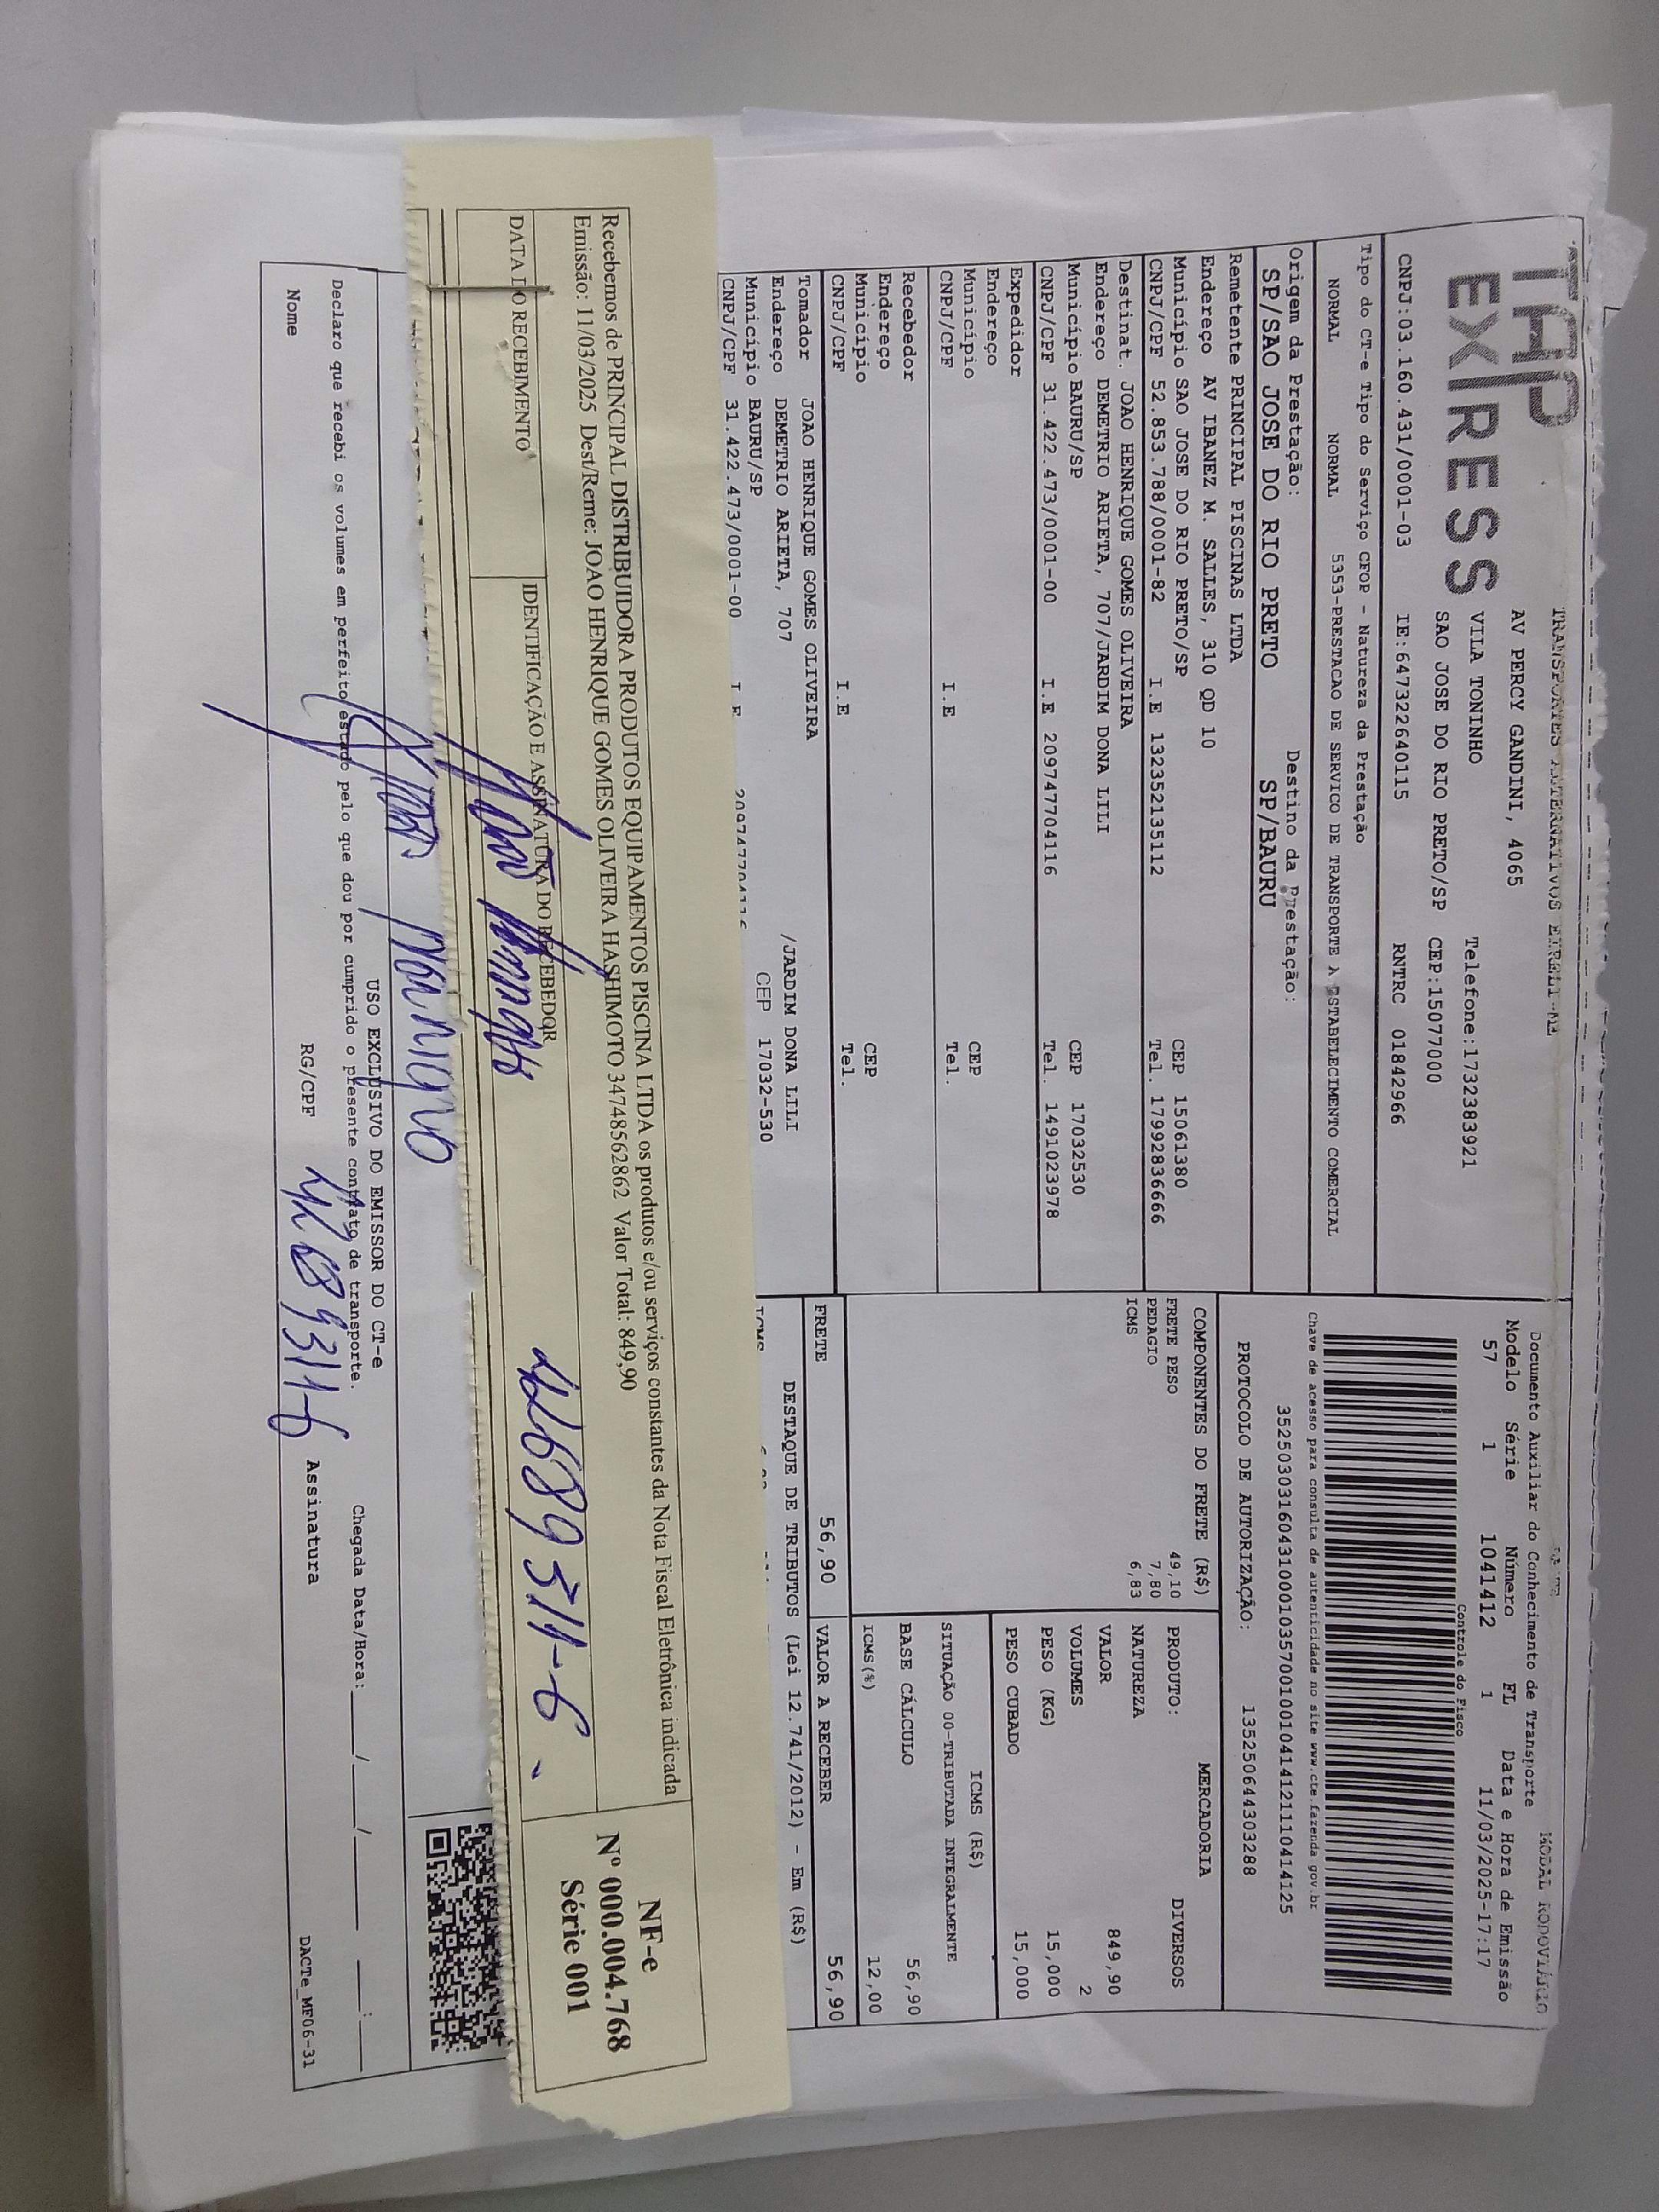 TAP
EXPRESS
TRANSPORTES ALTERNATIVOS EIRELI-ME
AV PERCY GANDINI, 4065
VILA TONINHO Telefone:1732383921
SAO JOSE DO RIO PRETO/SP CEP:15077000
CNPJ:03.160.431/0001-03 IE:647322640115 RNTRC 01842966
Tipo do CT-e Tipo do Serviço CFOP - Natureza da Prestação
NORMAL NORMAL 5353-PRESTACAO DE SERVICO DE TRANSPORTE A ESTABELECIMENTO COMERCIAL
Origem da Prestação: Destino da Prestação:
SP/SAO JOSE DO RIO PRETO SP/BAURU
Remetente PRINCIPAL PISCINAS LTDA
Endereço AV IBANEZ M. SALLES, 310 QD 10
Município SAO JOSE DO RIO PRETO/SP CEP 15061380
CNPJ/CPF 52.853.788/0001-82 I.E 132352135112 Tel. 17992836666
Destinat. JOAO HENRIQUE GOMES OLIVEIRA
Endereço DEMETRIO ARIETA, 707/JARDIM DONA LILI
Município BAURU/SP CEP 17032530
CNPJ/CPF 31.422.473/0001-00 I.E 209747704116 Tel. 1491023978
Expedidor
Endereço
Município CEP
CNPJ/CPF I.E Tel.
Recebedor
Endereço
Município CEP
CNPJ/CPF I.E Tel.
Tomador JOAO HENRIQUE GOMES OLIVEIRA
Endereço DEMETRIO ARIETA, 707 /JARDIM DONA LILI
Município BAURU/SP CEP 17032-530
CNPJ/CPF 31.422.473/0001-00 I E 209747704116
MODAL RODOVIÁRIO
Documento Auxiliar do Conhecimento de Transporte
Modelo Série Número FL Data e Hora de Emissão
57 1 1041412 1 11/03/2025-17:17
Controle do Fisco
Chave de acesso para consulta de autenticidade no site www.cte.fazenda.gov.br
35250303160431000103570010010414121110414125
PROTOCOLO DE AUTORIZAÇÃO: 135250644303288
COMPONENTES DO FRETE (R$)
FRETE PESO 49,10
PEDAGIO 7,80
ICMS 6,83
MERCADORIA
PRODUTO: DIVERSOS
NATUREZA
VALOR 849,90
VOLUMES 2
PESO (KG) 15,000
PESO CUBADO 15,000
ICMS (R$)
SITUAÇÃO 00-TRIBUTADA INTEGRALMENTE
BASE CÁLCULO 56,90
ICMS(%) 12,00
FRETE 56,90 VALOR A RECEBER 56,90
DESTAQUE DE TRIBUTOS (Lei 12.741/2012) - Em (R$)
ICMS
Recebemos de PRINCIPAL DISTRIBUIDORA PRODUTOS EQUIPAMENTOS PISCINA LTDA os produtos e/ou serviços constantes da Nota Fiscal Eletrônica indicada
Emissão: 11/03/2025 Dest/Reme: JOAO HENRIQUE GOMES OLIVEIRA HASHIMOTO 34748562862 Valor Total: 849,90
DATA DO RECEBIMENTO IDENTIFICAÇÃO E ASSINATURA DO RECEBEDOR
42689311-6
NF-e
Nº 000.004.768
Série 001
USO EXCLUSIVO DO EMISSOR DO CT-e
Declaro que recebi os volumes em perfeito estado pelo que dou por cumprido o presente contrato de transporte.
Chegada Data/Hora:____/____/____ ___:___
Nome RG/CPF 42689311-6 Assinatura
DACTe_MF06-31